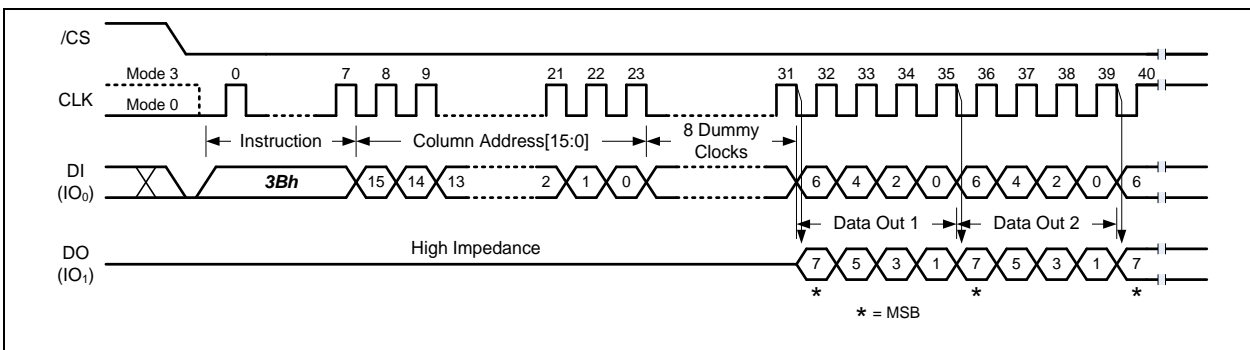 /CS
Mode 3 0 7 8 9 21 22 23 31 32 33 34 35 36 37 38 39 40
CLK
Mode 0
Instruction Column Address[15:0] 8 Dummy Clocks
DI (IO0)
3Bh 15 14 13 2 1 0 6 4 2 0 6 4 2 0 6
Data Out 1 Data Out 2
High Impedance
DO (IO1)
7 5 3 1 7 5 3 1 7
* * *
* = MSB